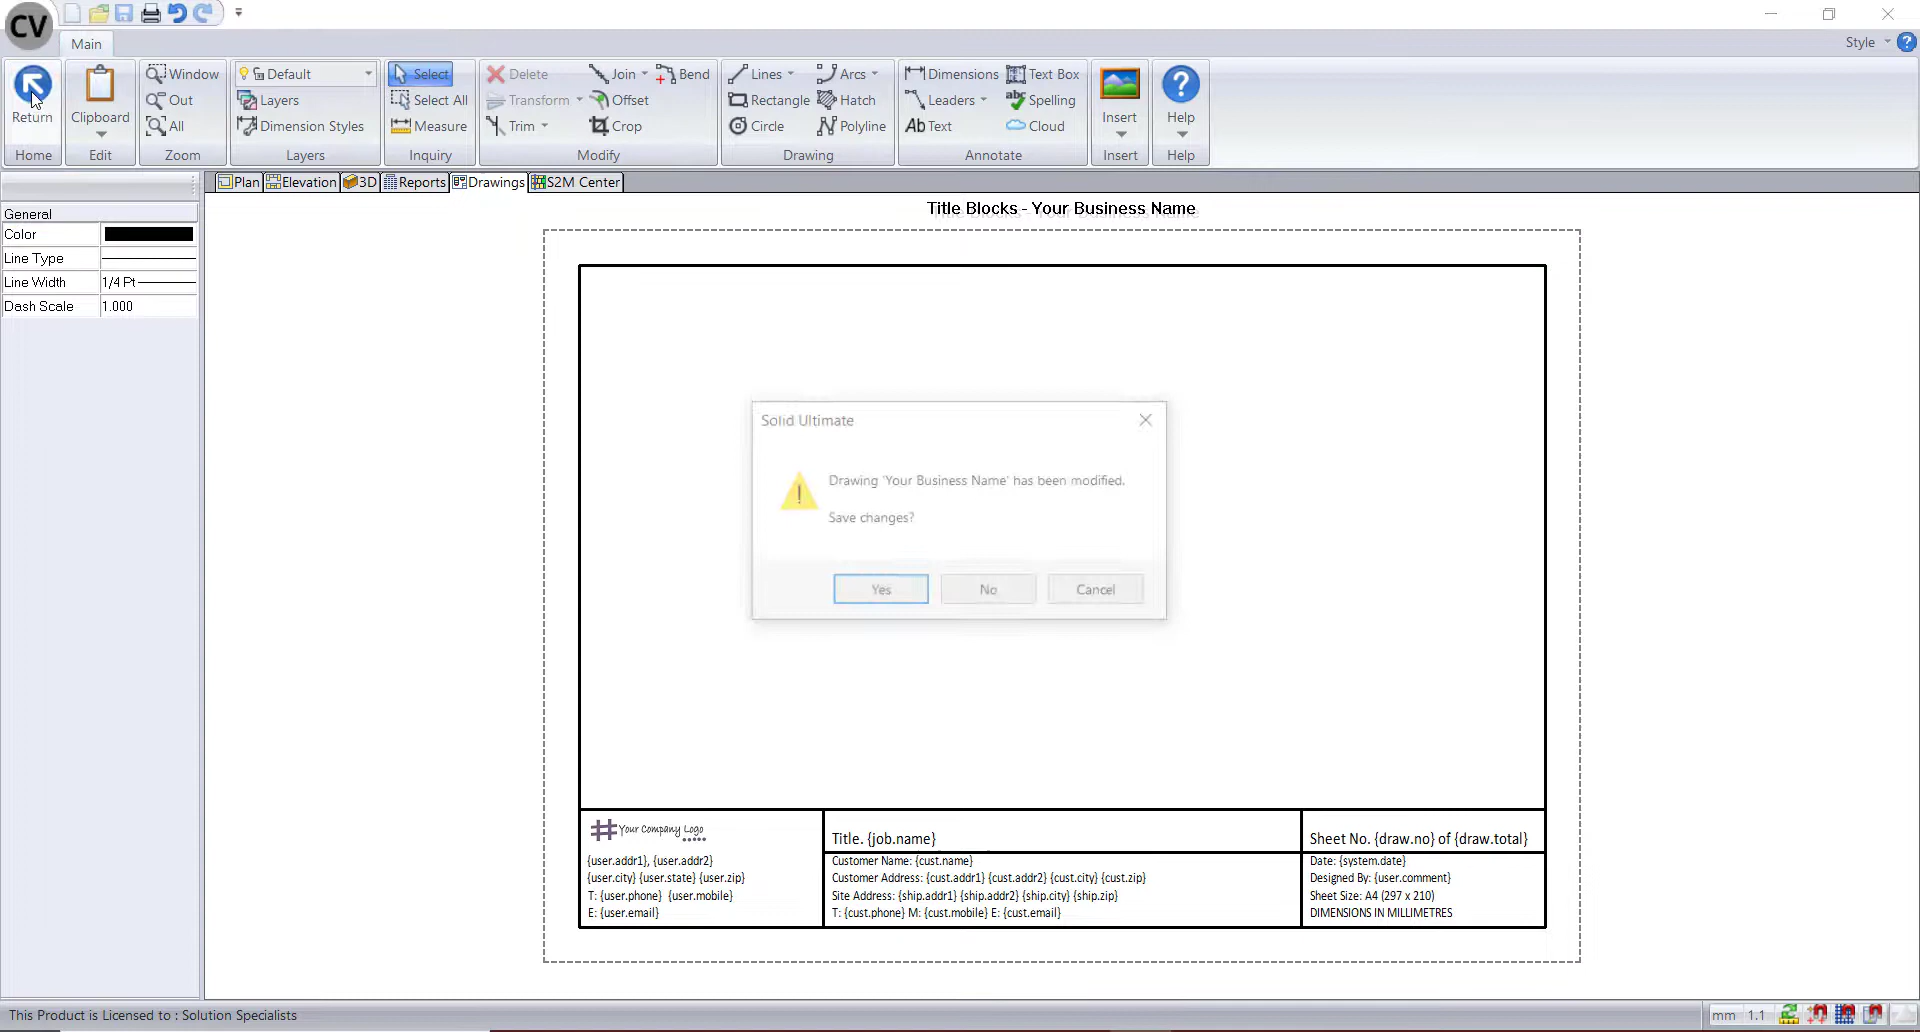 CV
Main
Style
Return
Clipboard
Window
Out
All
Default
Layers
Dimension Styles
Select
Select All
Measure
Delete
Transform
Trim
Join
Bend
Offset
Crop
Lines
Arcs
Rectangle
Hatch
Circle
Polyline
Dimensions
Text Box
Leaders
abc
Spelling
Ab Text
Cloud
Insert
? Help
Home
Edit
Zoom
Layers
Inquiry
Modify
Drawing
Annotate
Insert
Help
Plan
Elevation
3D
Reports
Drawings
S2M Center
General
Color
Line Type
Line Width 1/4 Pt
Dash Scale 1.000
Title Blocks - Your Business Name
Solid Ultimate
Drawing 'Your Business Name' has been modified.
Save changes?
Yes
No
Cancel
Your Company Logo
{user.addr1}, {user.addr2}
{user.city} {user.state} {user.zip}
T: {user.phone} {user.mobile}
E: {user.email}
Title. {job.name}
Customer Name: {cust.name}
Customer Address: {cust.addr1} {cust.addr2} {cust.city} {cust.zip}
Site Address: {ship.addr1} {ship.addr2} {ship.city} {ship.zip}
T: {cust.phone} M: {cust.mobile} E: {cust.email}
Sheet No. {draw.no} of {draw.total}
Date: {system.date}
Designed By: {user.comment}
Sheet Size: A4 (297 x 210)
DIMENSIONS IN MILLIMETRES
This Product is Licensed to : Solution Specialists
mm 1.1